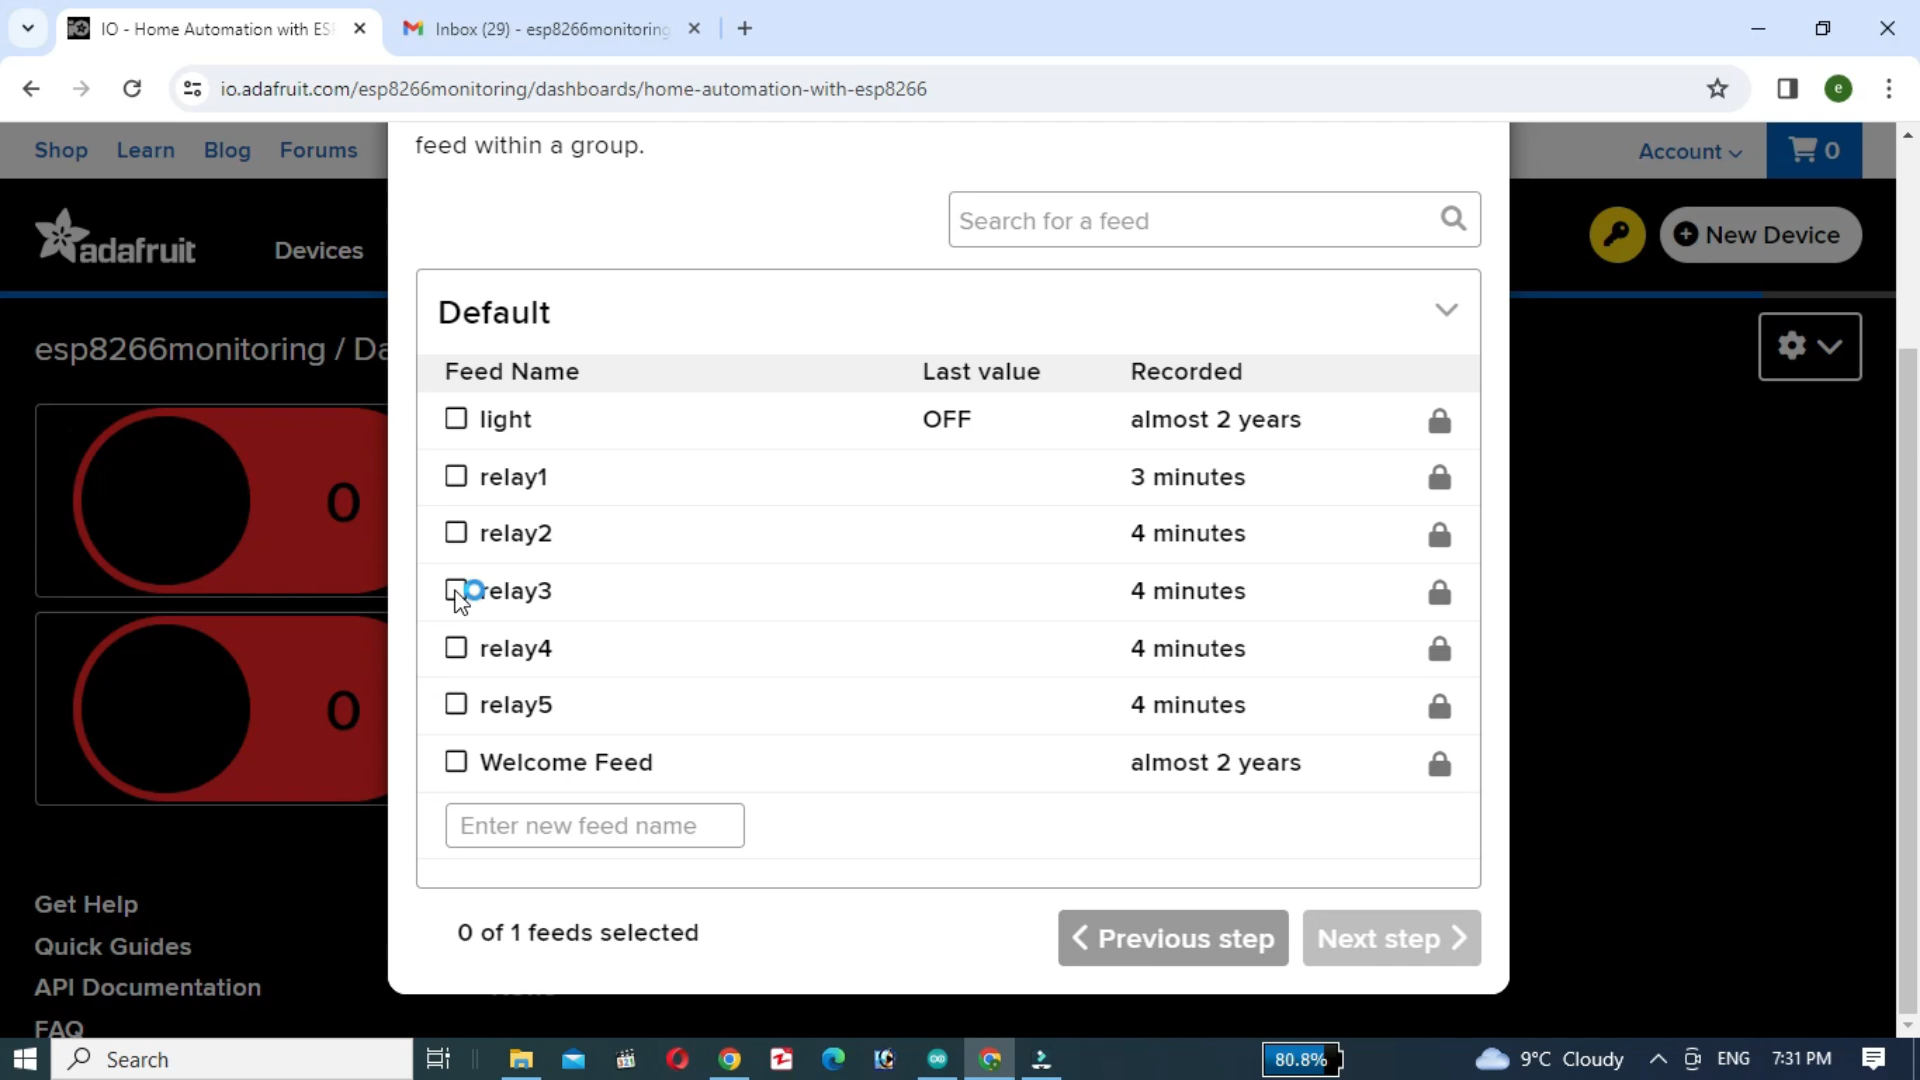 IO - Home Automation with ES
Inbox (29) - esp8266monitoring
io.adafruit.com/esp8266monitoring/dashboards/home-automation-with-esp8266
e
Shop Learn Blog Forums
Account
0
feed within a group.
Search for a feed
adafruit
Devices
New Device
esp8266monitoring / Da
Default
Feed Name Last value Recorded
light OFF almost 2 years
relay1 3 minutes
relay2 4 minutes
relay3 4 minutes
relay4 4 minutes
relay5 4 minutes
Welcome Feed almost 2 years
0
0
Enter new feed name
0 of 1 feeds selected
Previous step
Next step
Get Help
Quick Guides
API Documentation
FAQ
Search
80.8%
9°C Cloudy
ENG
7:31 PM